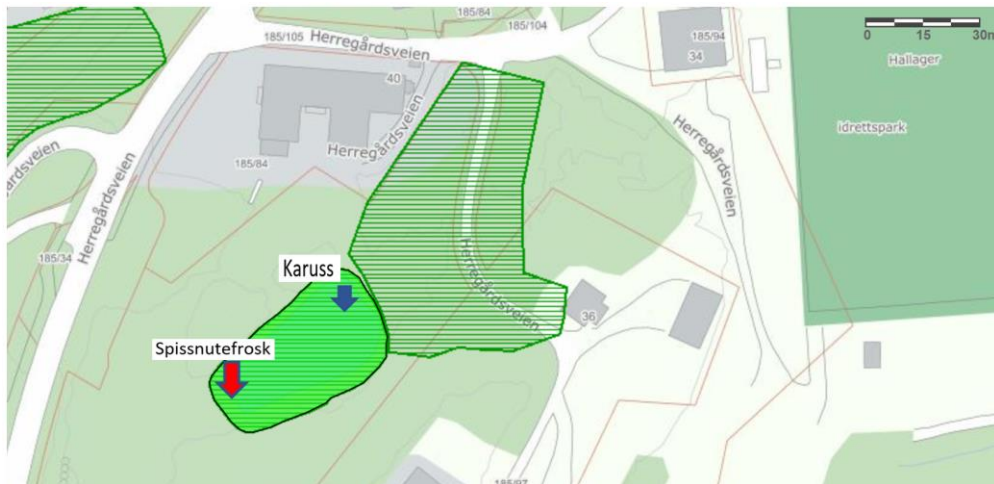 185/84
185/104
185/105
Herregårdsveien
185/94
34
0 15 30m
Hallager
40
Herregårdsveien
idrettspark
Herregårdsveien
185/84
Herregårdsveien
185/34
Herregårdsveien
Karuss
Herregårdsveien
36
Spissnutefrosk
185/97